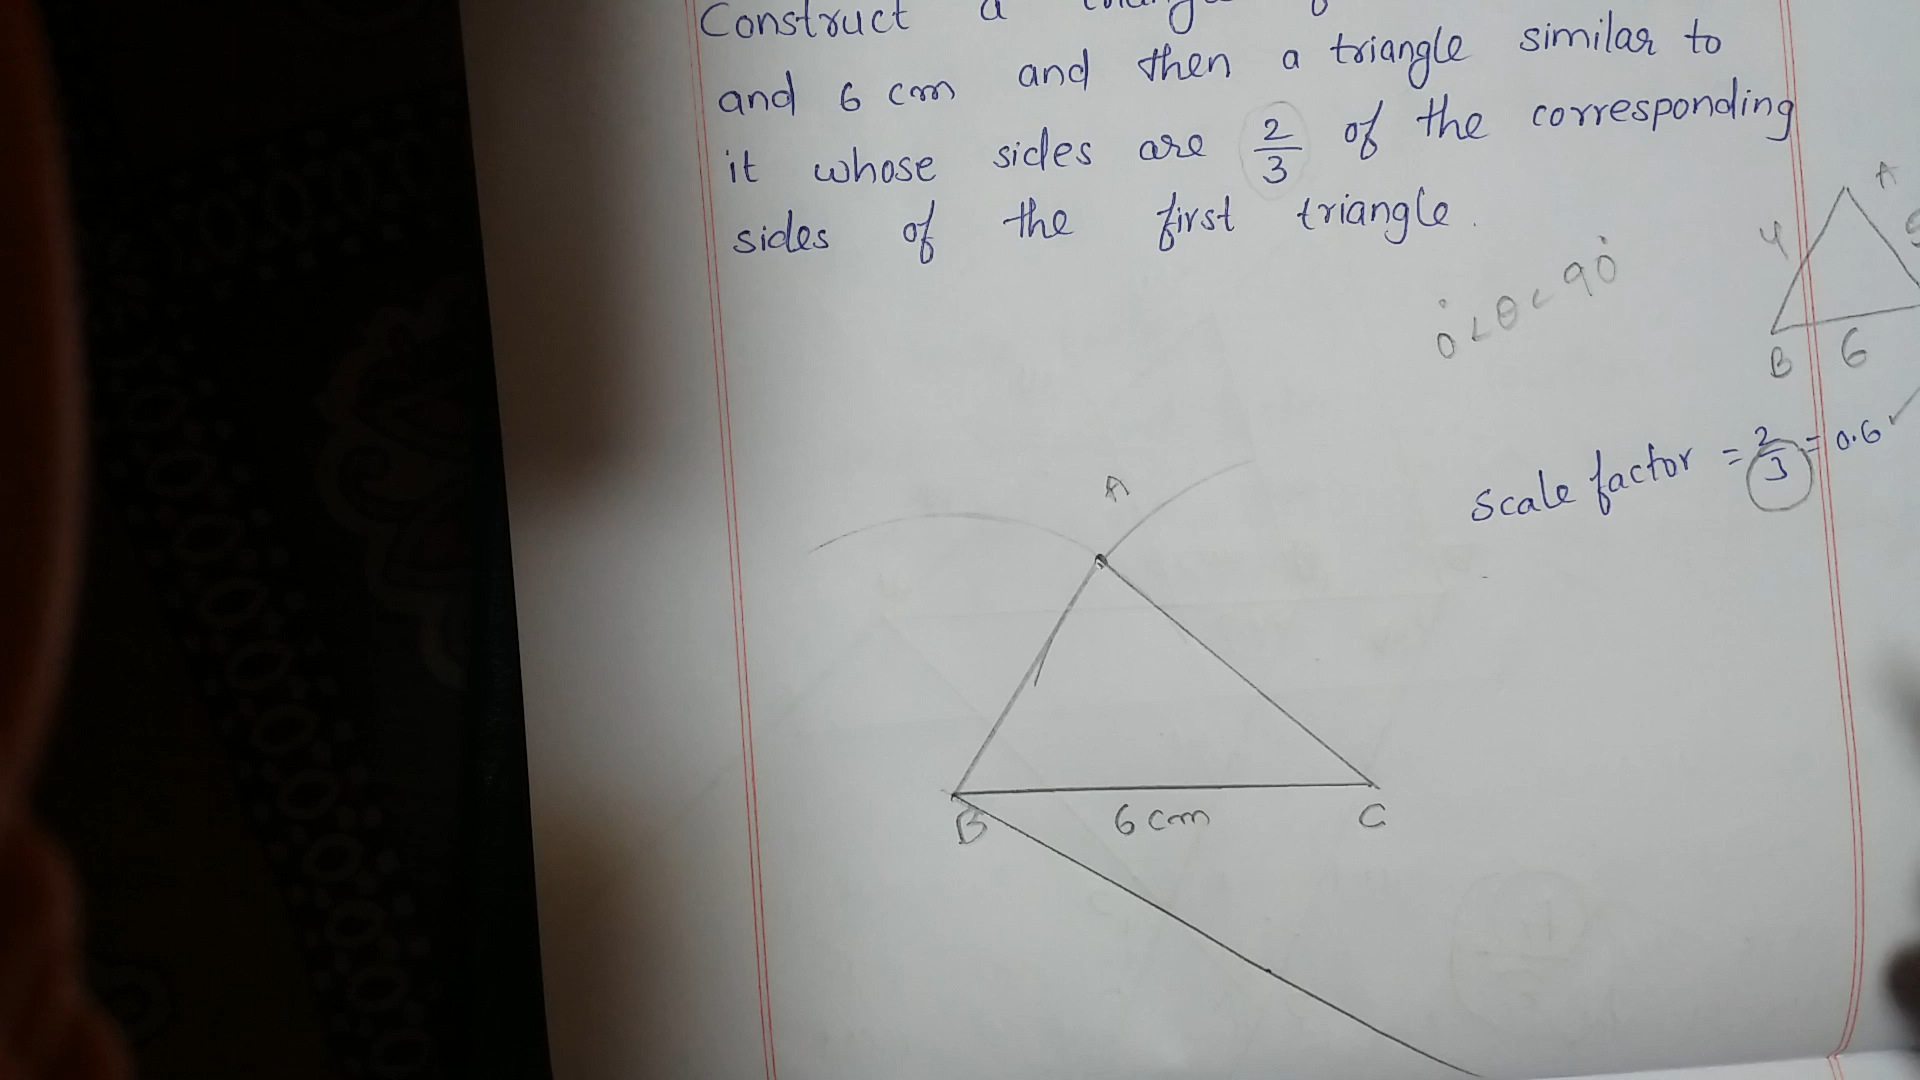 Construct a
and 6 cm and then a triangle similar to
it whose sides are 2/3 of the corresponding
sides of the first triangle.
0° < θ < 90°
A
4
B 6
Scale factor = 2/3 = 0.6
A
B 6 cm C